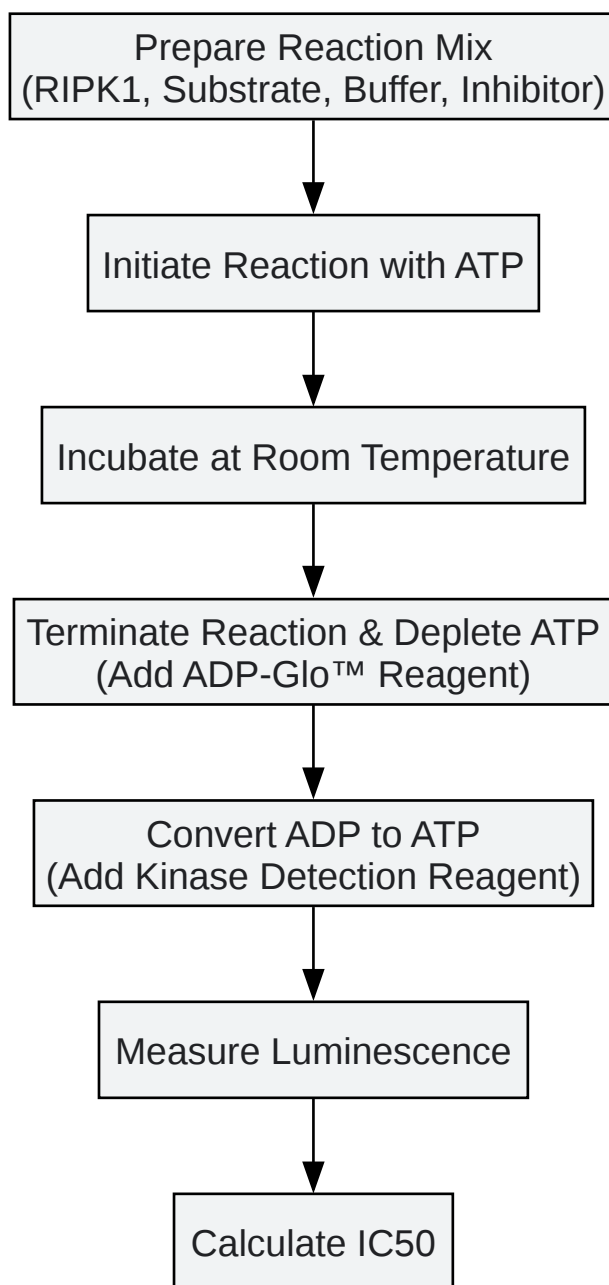 Prepare Reaction Mix
(RIPK1, Substrate, Buffer, Inhibitor)
Initiate Reaction with ATP
Incubate at Room Temperature
Terminate Reaction & Deplete ATP
(Add ADP-Glo™ Reagent)
Convert ADP to ATP
(Add Kinase Detection Reagent)
Measure Luminescence
Calculate IC50